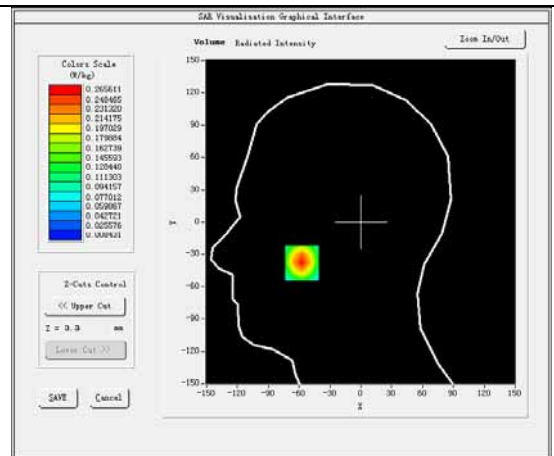 SAR Visualisation Graphical Interface
Volume Radiated Intensity
Zoom In/Out
Colors Scale
(W/kg)
0.265611
0.248465
0.231320
0.214175
0.197029
0.179884
0.162739
0.145593
0.128448
0.111303
0.094157
0.077012
0.059867
0.042721
0.025576
0.008431
150
120
90
60
30
0
-30
-60
-90
-120
-150
Y
-150 -120 -90 -60 -30 0 30 60 90 120 150
X
Z-Cuts Control
<< Upper Cut
Z = 3.3 mm
Lower Cut >>
SAVE Cancel